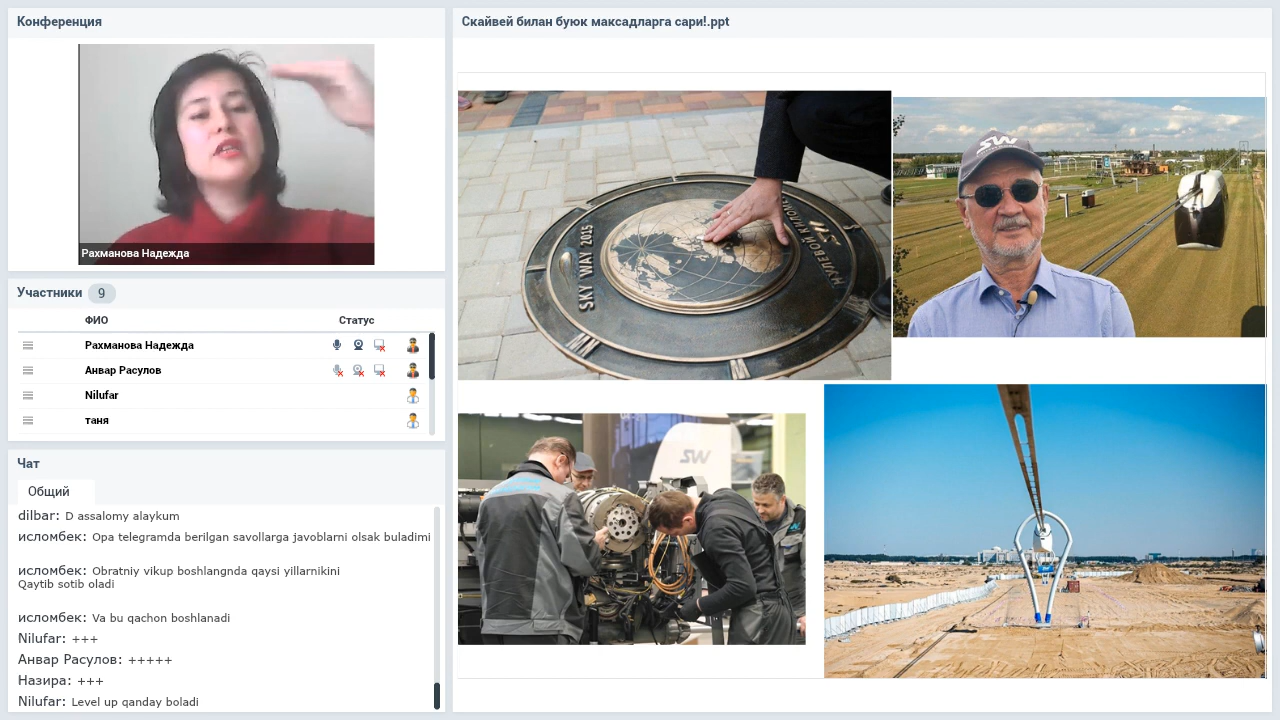 Конференция
Рахманова Надежда
Участники 9
ФИО Статус
Рахманова Надежда
Анвар Расулов
Nilufar
таня
Чат
Общий
dilbar: D assalomy alaykum
исломбек: Opa telegramda berilgan savollarga javoblarni olsak buladimi
исломбек: Obratniy vikup boshlangnda qaysi yillarnikini
Qaytib sotib oladi
исломбек: Va bu qachon boshlanadi
Nilufar: +++
Анвар Расулов: +++++
Назира: +++
Nilufar: Level up qanday boladi
Скайвей билан буюк максадларга сари!.ppt
SKY WAY 2015
НУЛЕВОЙ КИЛОМЕ
SW
SW